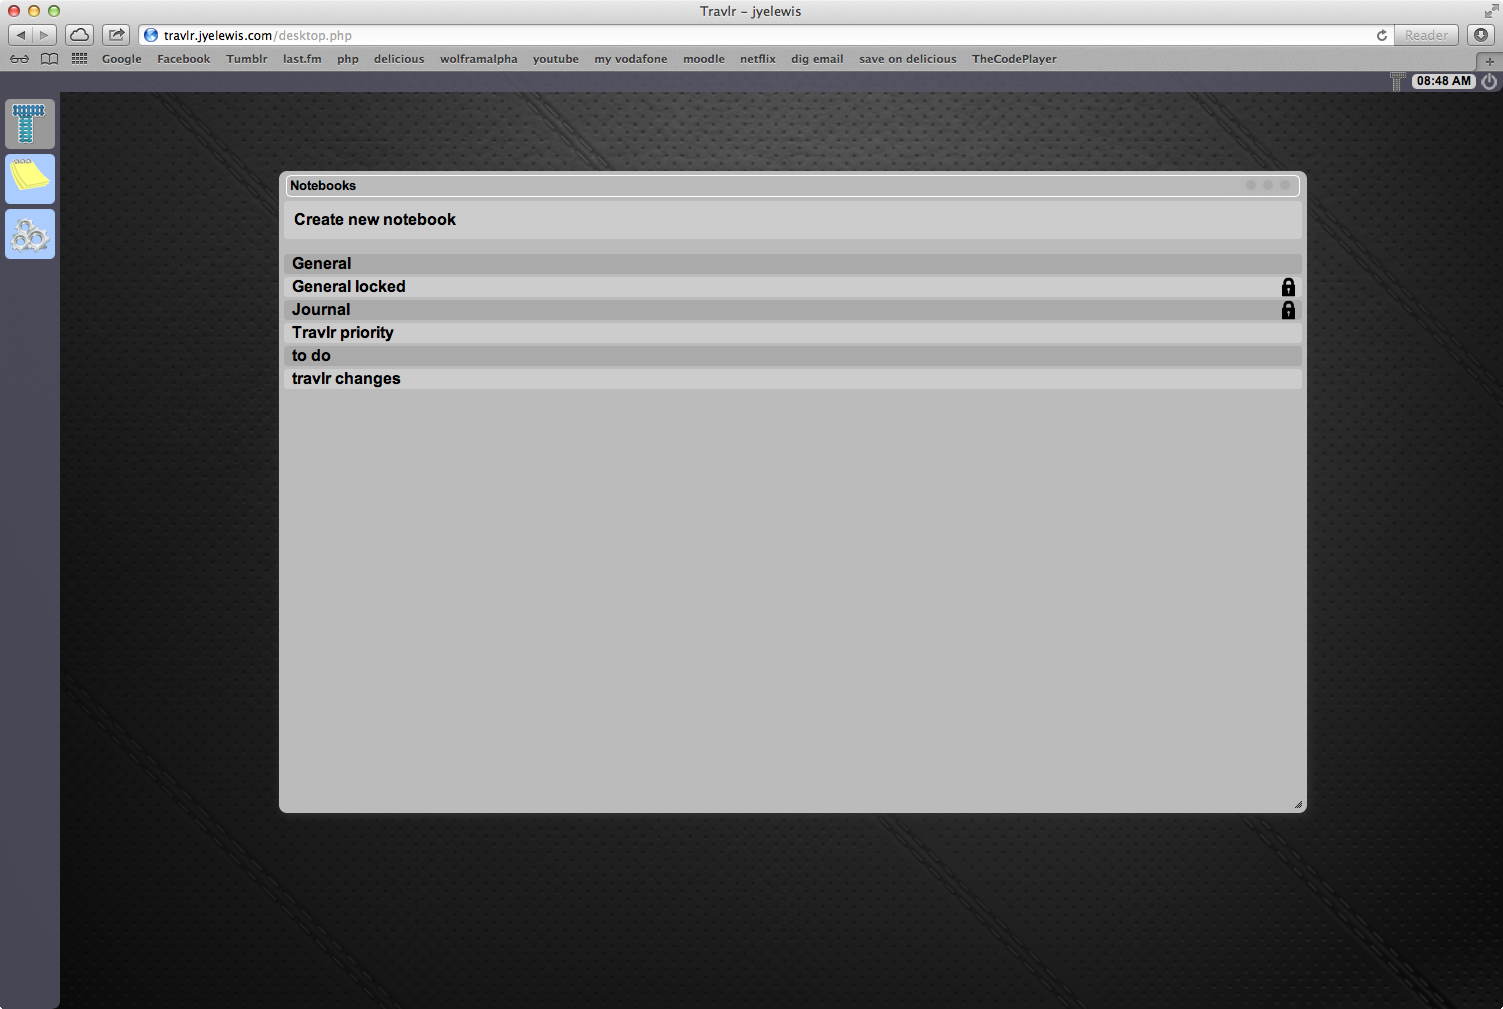 Travlr – jyelewis
travlr.jyelewis.com/desktop.php
Reader
Google Facebook Tumblr last.fm php delicious wolframalpha youtube my vodafone moodle netflix dig email save on delicious TheCodePlayer
T 08:48 AM
T
Notebooks
Create new notebook
General
General locked
Journal
Travlr priority
to do
travlr changes